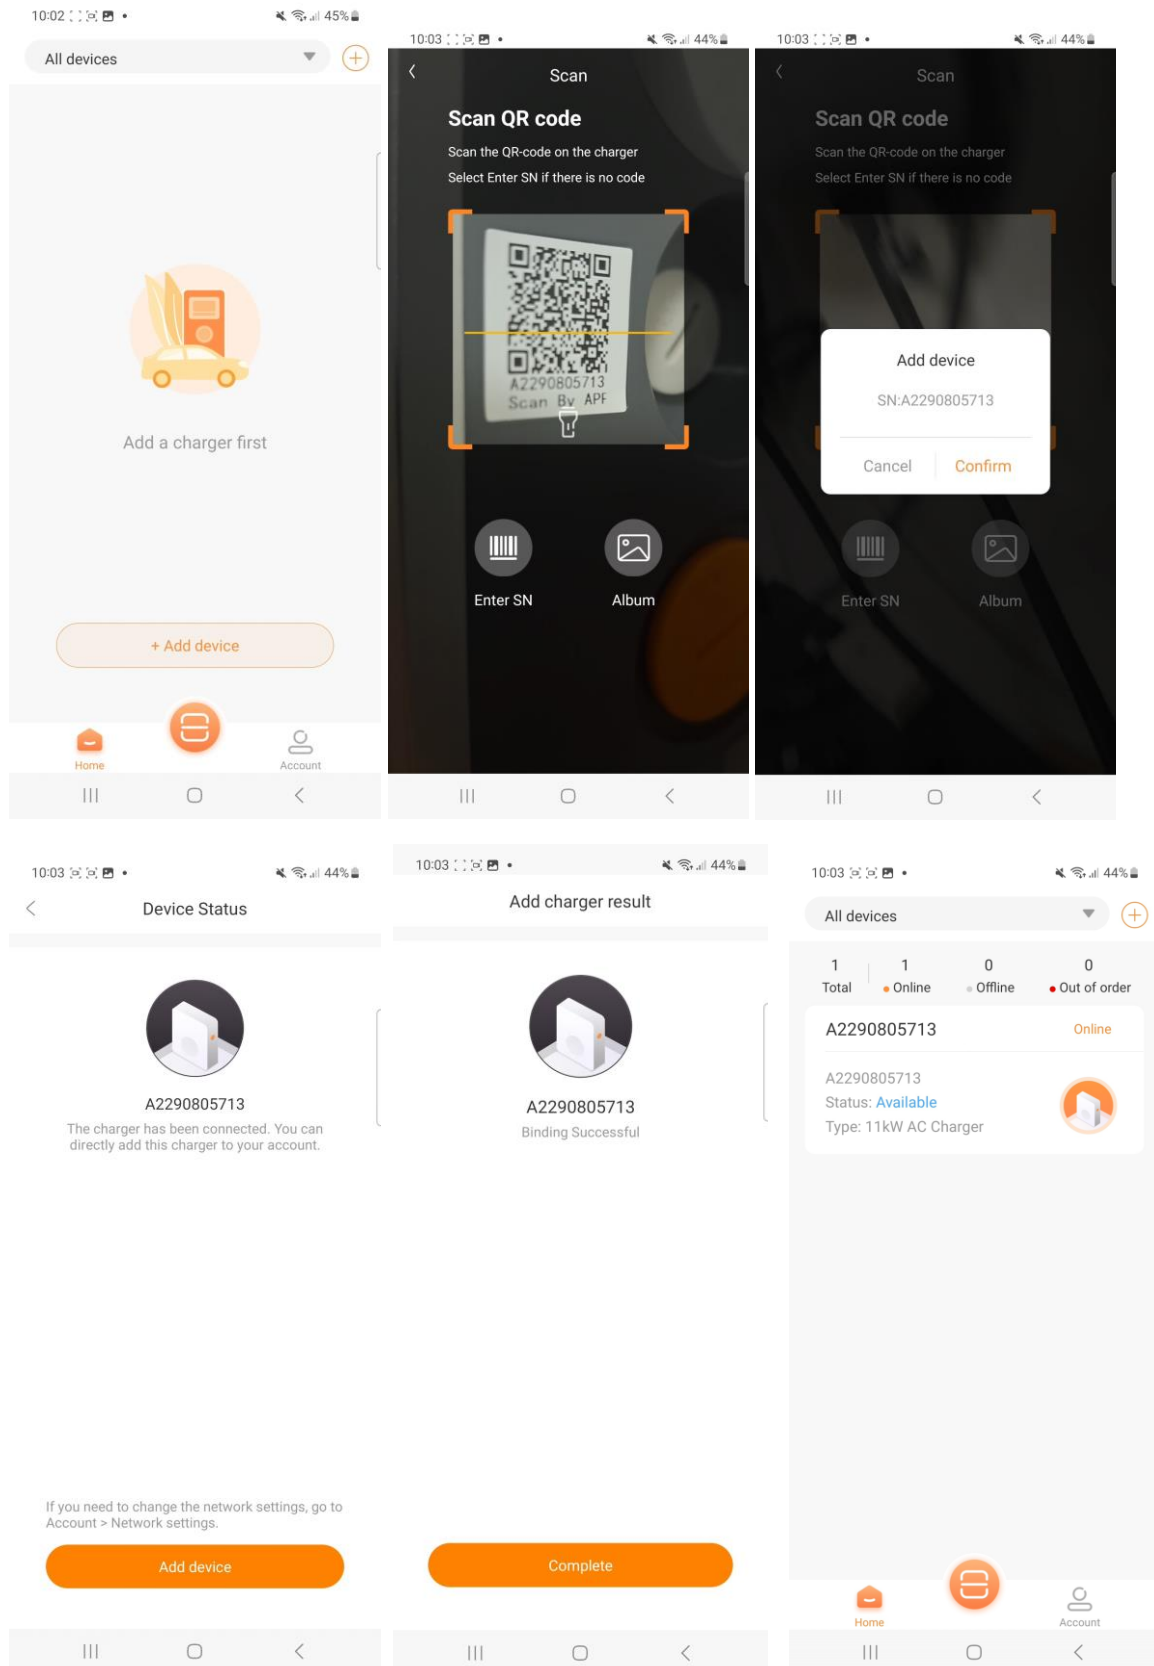 10:02
45%
All devices
Add a charger first
+ Add device
Home
Account
10:03
44%
Scan
Scan QR code
Scan the QR-code on the charger
Select Enter SN if there is no code
A2290805713
Scan By APP
Enter SN
Album
10:03
44%
Scan
Scan QR code
Scan the QR-code on the charger
Select Enter SN if there is no code
Add device
SN:A2290805713
Cancel
Confirm
Enter SN
Album
10:03
44%
Device Status
A2290805713
The charger has been connected. You can
directly add this charger to your account.
If you need to change the network settings, go to
Account > Network settings.
Add device
10:03
44%
Add charger result
A2290805713
Binding Successful
Complete
10:03
44%
All devices
1 1 0 0
Total Online Offline Out of order
A2290805713 Online
A2290805713
Status: Available
Type: 11kW AC Charger
Home
Account